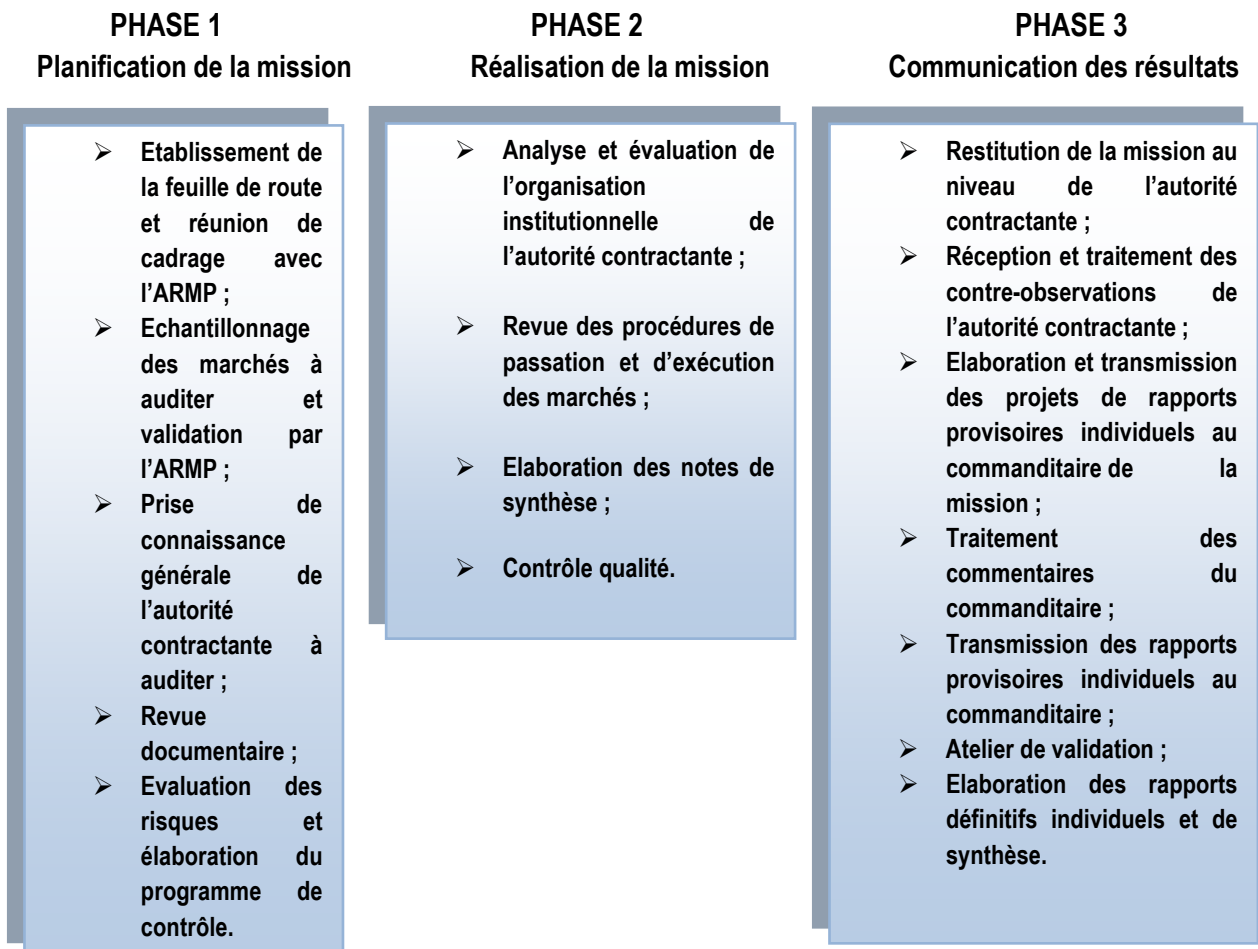 PHASE 1
Planification de la mission
➢ Etablissement de
la feuille de route
et réunion de
cadrage avec
l’ARMP ;
➢ Echantillonnage
des marchés à
auditer et
validation par
l’ARMP ;
➢ Prise de
connaissance
générale de
l’autorité
contractante à
auditer ;
➢ Revue
documentaire ;
➢ Evaluation des
risques et
élaboration du
programme de
contrôle.
PHASE 2
Réalisation de la mission
➢ Analyse et évaluation de
l’organisation
institutionnelle de
l’autorité contractante ;
➢ Revue des procédures de
passation et d’exécution
des marchés ;
➢ Elaboration des notes de
synthèse ;
➢ Contrôle qualité.
PHASE 3
Communication des résultats
➢ Restitution de la mission au
niveau de l’autorité
contractante ;
➢ Réception et traitement des
contre-observations de
l’autorité contractante ;
➢ Elaboration et transmission
des projets de rapports
provisoires individuels au
commanditaire de la
mission ;
➢ Traitement des
commentaires du
commanditaire ;
➢ Transmission des rapports
provisoires individuels au
commanditaire ;
➢ Atelier de validation ;
➢ Elaboration des rapports
définitifs individuels et de
synthèse.